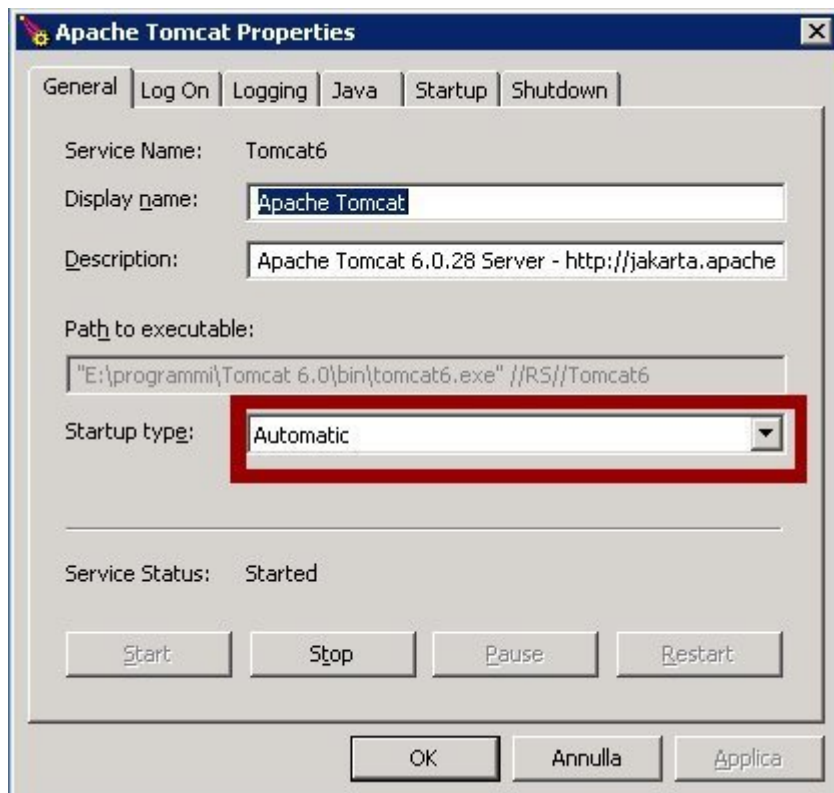 Apache Tomcat Properties
General Log On Logging Java Startup Shutdown
Service Name: Tomcat6
Display name: Apache Tomcat
Description: Apache Tomcat 6.0.28 Server - http://jakarta.apache
Path to executable:
"E:\programmi\Tomcat 6.0\bin\tomcat6.exe" //RS//Tomcat6
Startup type: Automatic
Service Status: Started
Start Stop Pause Restart
OK Annulla Applica